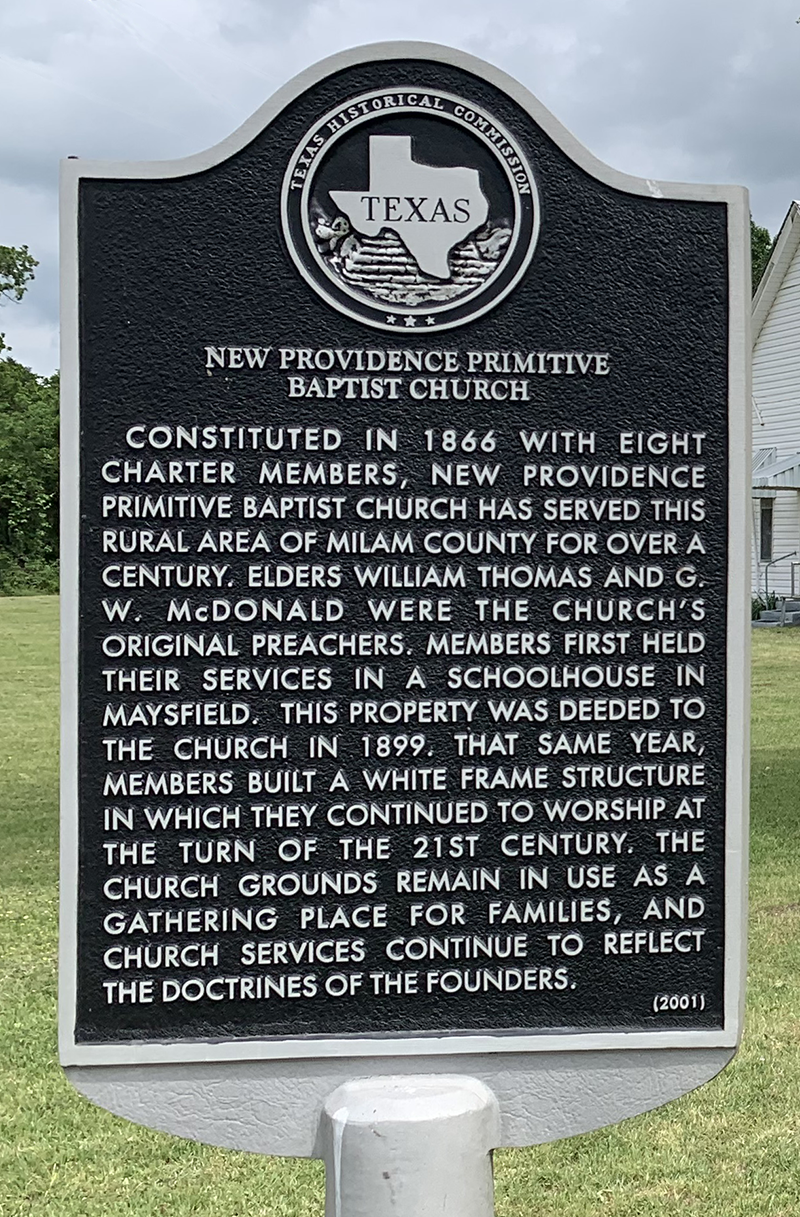 TEXAS HISTORICAL COMMISSION
TEXAS
NEW PROVIDENCE PRIMITIVE
BAPTIST CHURCH
CONSTITUTED IN 1866 WITH EIGHT
CHARTER MEMBERS, NEW PROVIDENCE
PRIMITIVE BAPTIST CHURCH HAS SERVED THIS
RURAL AREA OF MILAM COUNTY FOR OVER A
CENTURY. ELDERS WILLIAM THOMAS AND G.
W. McDONALD WERE THE CHURCH'S
ORIGINAL PREACHERS. MEMBERS FIRST HELD
THEIR SERVICES IN A SCHOOLHOUSE IN
MAYSFIELD. THIS PROPERTY WAS DEEDED TO
THE CHURCH IN 1899. THAT SAME YEAR,
MEMBERS BUILT A WHITE FRAME STRUCTURE
IN WHICH THEY CONTINUED TO WORSHIP AT
THE TURN OF THE 21ST CENTURY. THE
CHURCH GROUNDS REMAIN IN USE AS A
GATHERING PLACE FOR FAMILIES, AND
CHURCH SERVICES CONTINUE TO REFLECT
THE DOCTRINES OF THE FOUNDERS.
(2001)